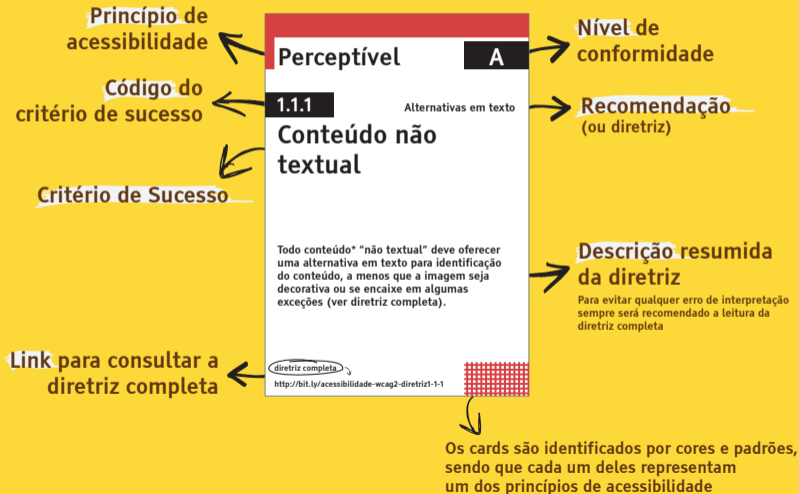 Princípio de
acessibilidade
Código do
critério de sucesso
Critério de Sucesso
Link para consultar a
diretriz completa
Perceptível
A
1.1.1
Alternativas em texto
Conteúdo não
textual
Todo conteúdo* “não textual” deve oferecer
uma alternativa em texto para identificação
do conteúdo, a menos que a imagem seja
decorativa ou se encaixe em algumas
exceções (ver diretriz completa).
diretriz completa
http://bit.ly/acessibilidade-wcag2-diretriz1-1-1
Nível de
conformidade
Recomendação
(ou diretriz)
Descrição resumida
da diretriz
Para evitar qualquer erro de interpretação
sempre será recomendado a leitura da
diretriz completa
Os cards são identificados por cores e padrões,
sendo que cada um deles representam
um dos princípios de acessibilidade